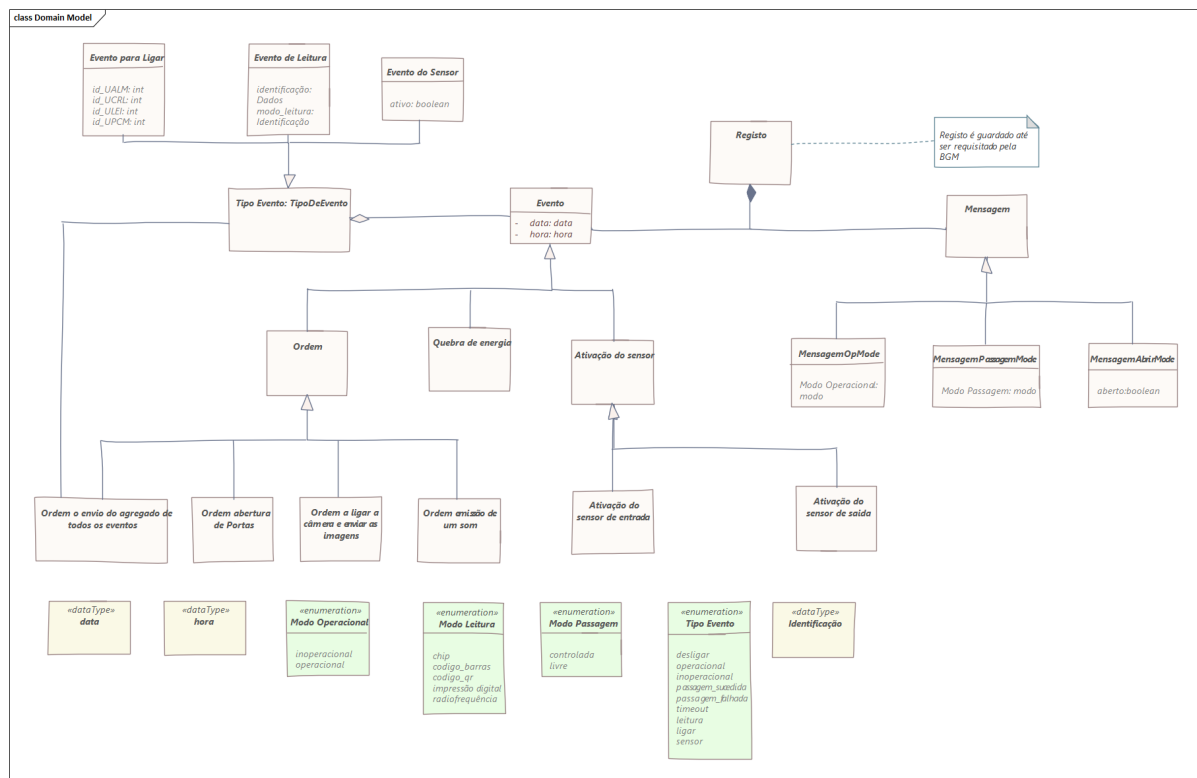 class Domain Model
Evento para Ligar
id_UALM: int
id_UCRL: int
id_ULEI: int
id_UPCM: int
Evento de Leitura
identificação:
Dados
modo_leitura:
Identificação
Evento do Sensor
ativo: boolean
Registo
Registo é guardado até
ser requisitado pela
BGM
Tipo Evento: TipoDeEvento
Evento
- data: data
- hora: hora
Mensagem
Ordem
Quebra de energia
Ativação do sensor
MensagemOpMode
Modo Operacional:
modo
MensagemPassagemMode
Modo Passagem: modo
MensagemAbrirMode
aberto:boolean
Ordem o envio do agregado de
todos os eventos
Ordem abertura
de Portas
Ordem a ligar a
câmera e enviar as
imagens
Ordem emissão de
um som
Ativação do
sensor de entrada
Ativação do
sensor de saida
«dataType»
data
«dataType»
hora
«enumeration»
Modo Operacional
inoperacional
operacional
«enumeration»
Modo Leitura
chip
codigo_barras
codigo_qr
impressão digital
radiofrequência
«enumeration»
Modo Passagem
controlada
livre
«enumeration»
Tipo Evento
desligar
operacional
inoperacional
passagem_sucedida
passagem_falhada
timeout
leitura
ligar
sensor
«dataType»
Identificação